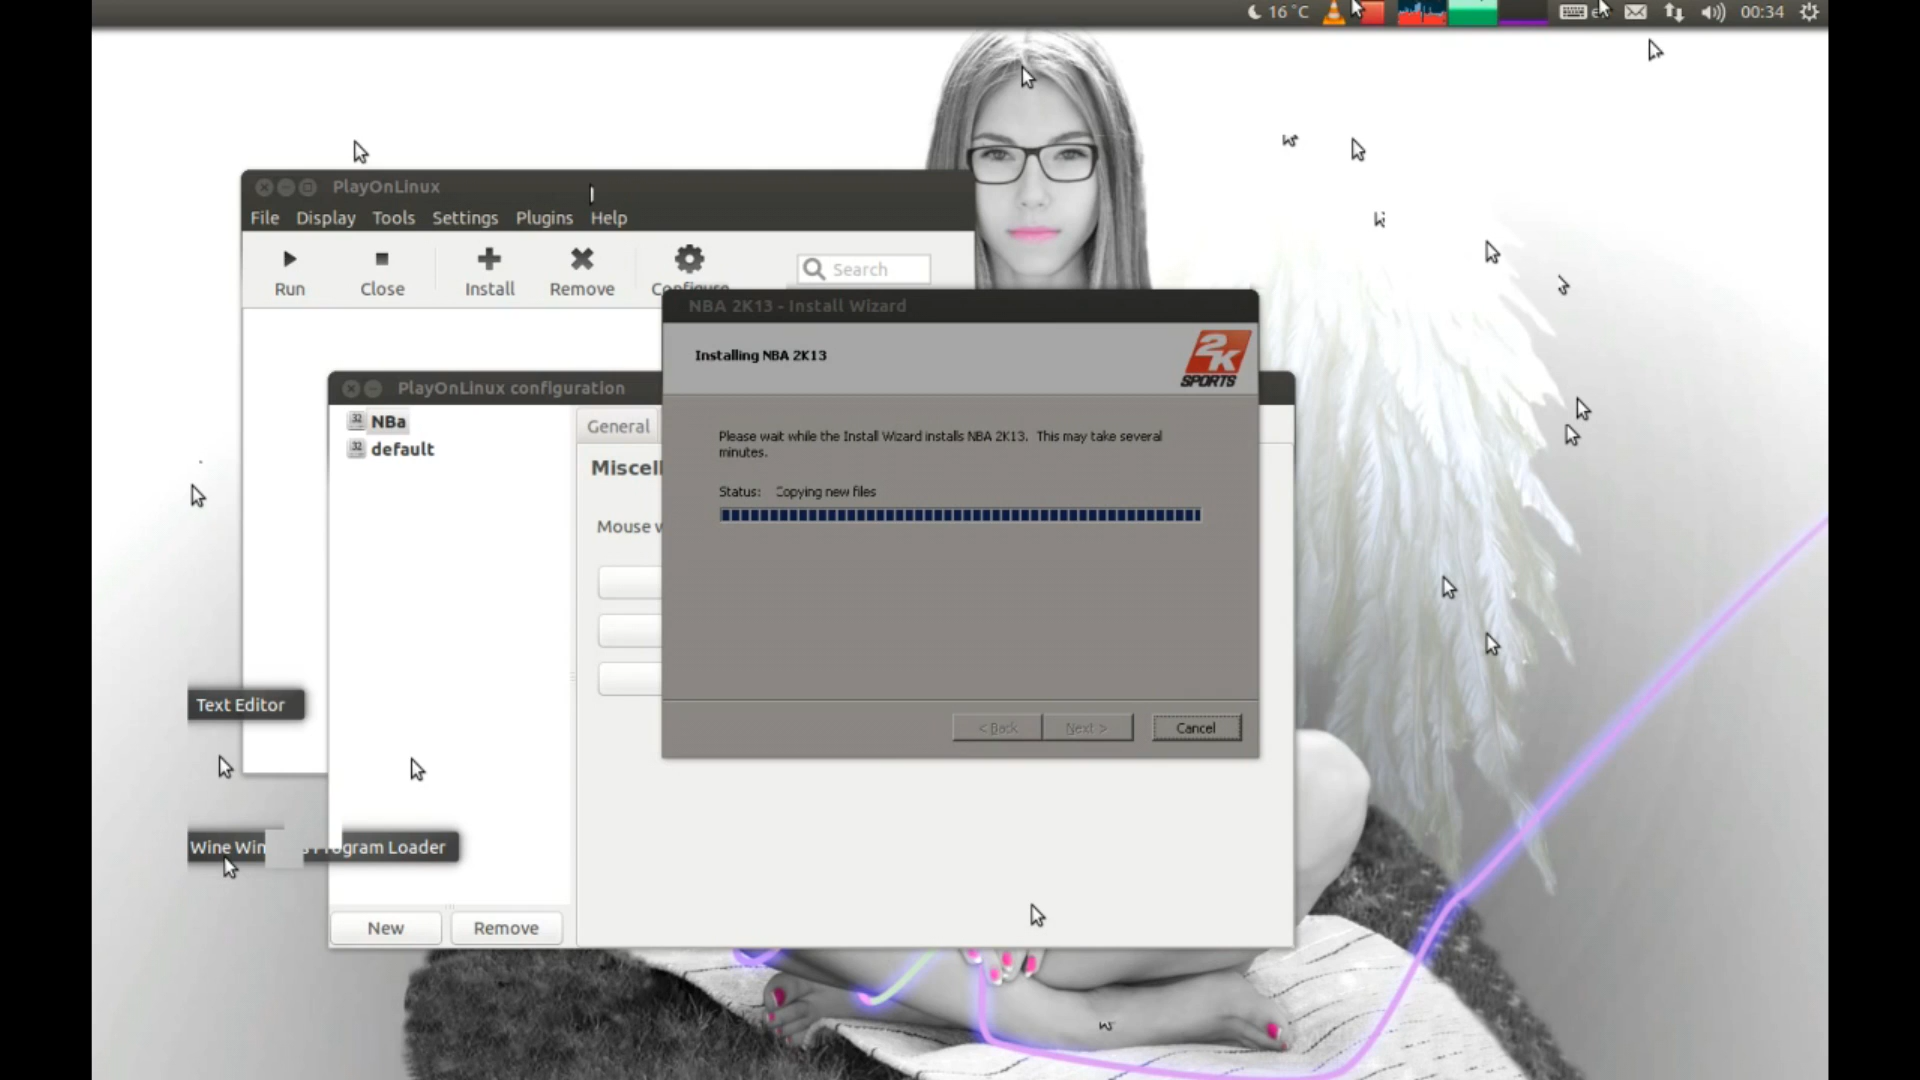 16 °C
00:34
PlayOnLinux
File Display Tools Settings Plugins Help
Run Close Install Remove Configure
Search
NBA 2K13 - Install Wizard
Installing NBA 2K13
2K
SPORTS
PlayOnLinux configuration
NBa
default
General
Miscell
Mouse w
Please wait while the Install Wizard installs NBA 2K13. This may take several
minutes.
Status: Copying new files
< Back Next > Cancel
Text Editor
Wine Win s Program Loader
New Remove